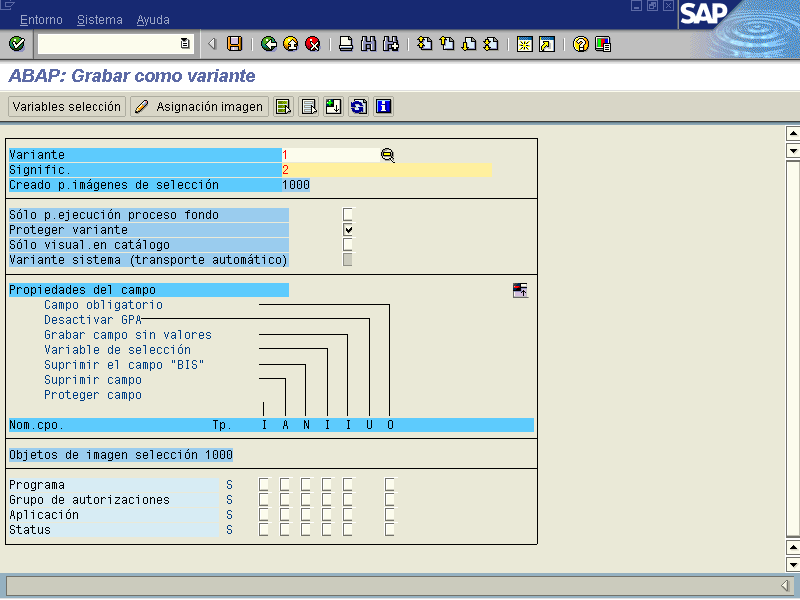 Entorno Sistema Ayuda
SAP
ABAP: Grabar como variante
Variables selección Asignación imagen
Variante 1
Signific. 2
Creado p.imágenes de selección 1000
Sólo p.ejecución proceso fondo
Proteger variante
Sólo visual.en catálogo
Variante sistema (transporte automático)
Propiedades del campo
Campo obligatorio
Desactivar GPA
Grabar campo sin valores
Variable de selección
Suprimir el campo "BIS"
Suprimir campo
Proteger campo
Nom.cpo. Tp. I A N I I U O
Objetos de imagen selección 1000
Programa S
Grupo de autorizaciones S
Aplicación S
Status S